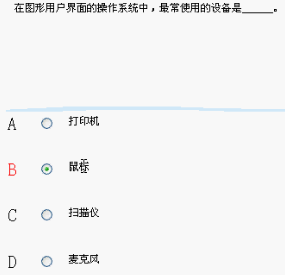 在图形用户界面的操作系统中，最常使用的设备是_____。
A 打印机
B 鼠标
C 扫描仪
D 麦克风